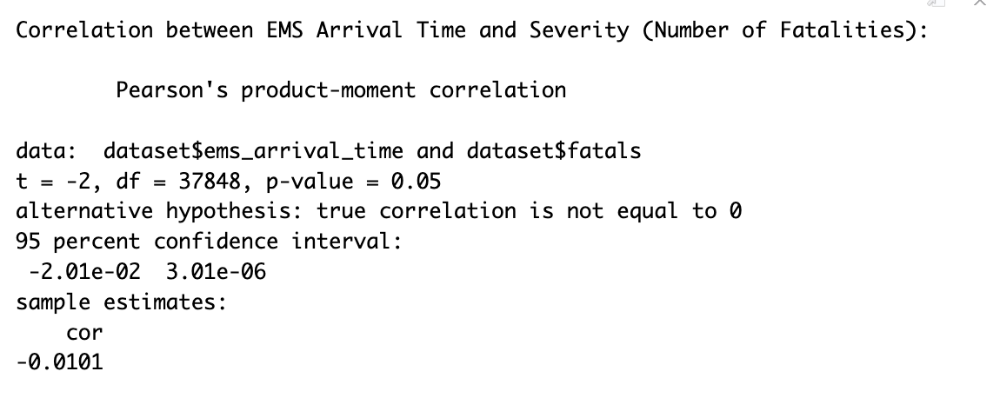 Correlation between EMS Arrival Time and Severity (Number of Fatalities):
Pearson's product-moment correlation
data:  dataset$ems_arrival_time and dataset$fatals
t = -2, df = 37848, p-value = 0.05
alternative hypothesis: true correlation is not equal to 0
95 percent confidence interval:
-2.01e-02  3.01e-06
sample estimates:
cor
-0.0101